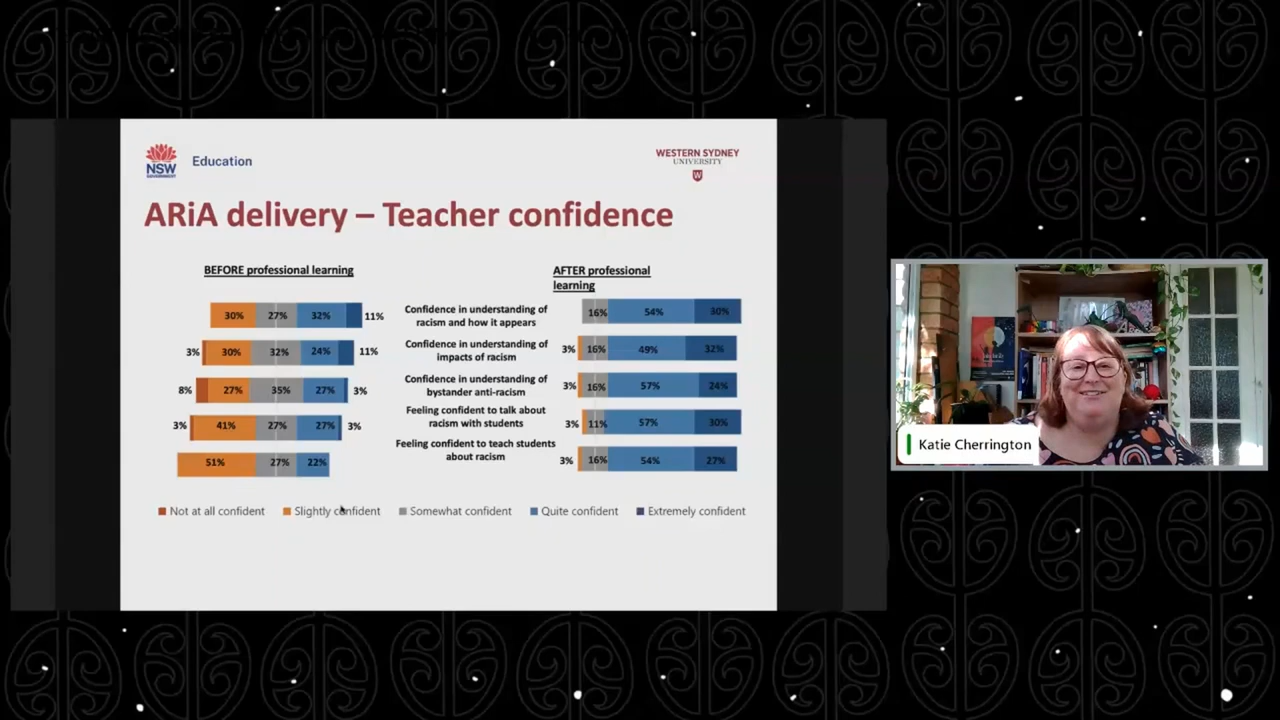 NSW
GOVERNMENT
Education
WESTERN SYDNEY
UNIVERSITY
W
ARiA delivery – Teacher confidence
BEFORE professional learning
AFTER professional
learning
30% 27% 32% 11%
Confidence in understanding of
racism and how it appears
16% 54% 30%
3% 30% 32% 24% 11%
Confidence in understanding of
impacts of racism
3% 16% 49% 32%
8% 27% 35% 27% 3%
Confidence in understanding of
bystander anti-racism
3% 16% 57% 24%
3% 41% 27% 27% 3%
Feeling confident to talk about
racism with students
3% 11% 57% 30%
51% 27% 22%
Feeling confident to teach students
about racism
3% 16% 54% 27%
Not at all confident Slightly confident Somewhat confident Quite confident Extremely confident
Katie Cherrington